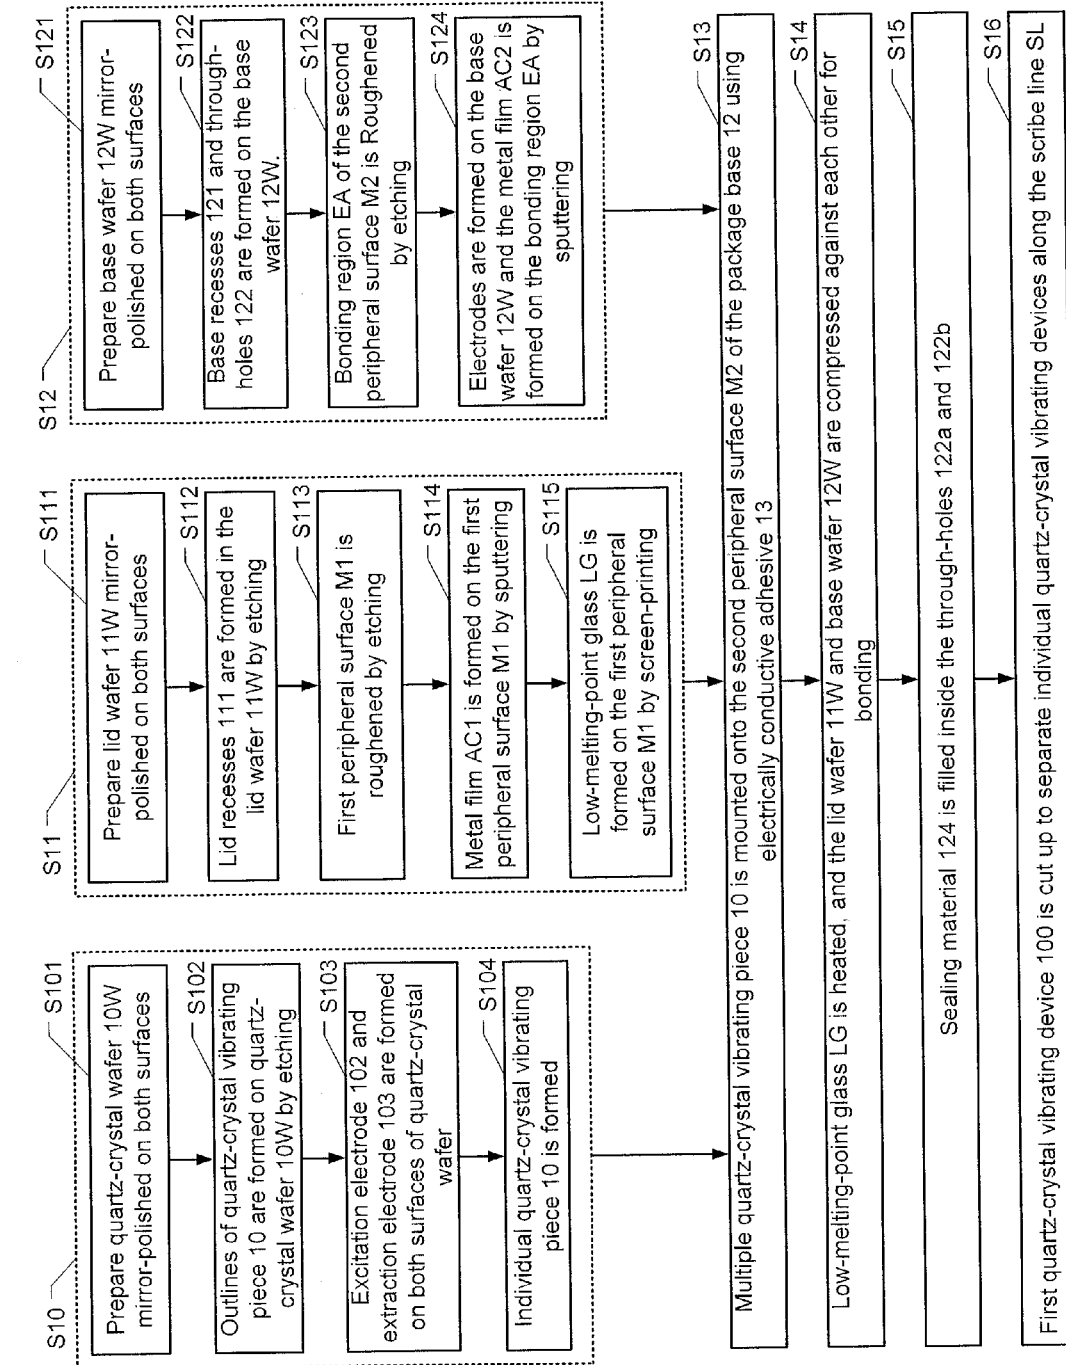 S10
S101
Prepare quartz-crystal wafer 10W
mirror-polished on both surfaces
S102
Outlines of quartz-crystal vibrating
piece 10 are formed on quartz-
crystal wafer 10W by etching
S103
Excitation electrode 102 and
extraction electrode 103 are formed
on both surfaces of quartz-crystal
wafer
S104
Individual quartz-crystal vibrating
piece 10 is formed
S11
S111
Prepare lid wafer 11W mirror-
polished on both surfaces
S112
Lid recesses 111 are formed in the
lid wafer 11W by etching
S113
First peripheral surface M1 is
roughened by etching
S114
Metal film AC1 is formed on the first
peripheral surface M1 by sputtering
S115
Low-melting-point glass LG is
formed on the first peripheral
surface M1 by screen-printing
S12
S121
Prepare base wafer 12W mirror-
polished on both surfaces
S122
Base recesses 121 and through-
holes 122 are formed on the base
wafer 12W.
S123
Bonding region EA of the second
peripheral surface M2 is Roughened
by etching
S124
Electrodes are formed on the base
wafer 12W and the metal film AC2 is
formed on the bonding region EA by
sputtering
S13
Multiple quartz-crystal vibrating piece 10 is mounted onto the second peripheral surface M2 of the package base 12 using
electrically conductive adhesive 13
S14
Low-melting-point glass LG is heated, and the lid wafer 11W and base wafer 12W are compressed against each other for
bonding
S15
Sealing material 124 is filled inside the through-holes 122a and 122b
S16
First quartz-crystal vibrating device 100 is cut up to separate individual quartz-crystal vibrating devices along the scribe line SL